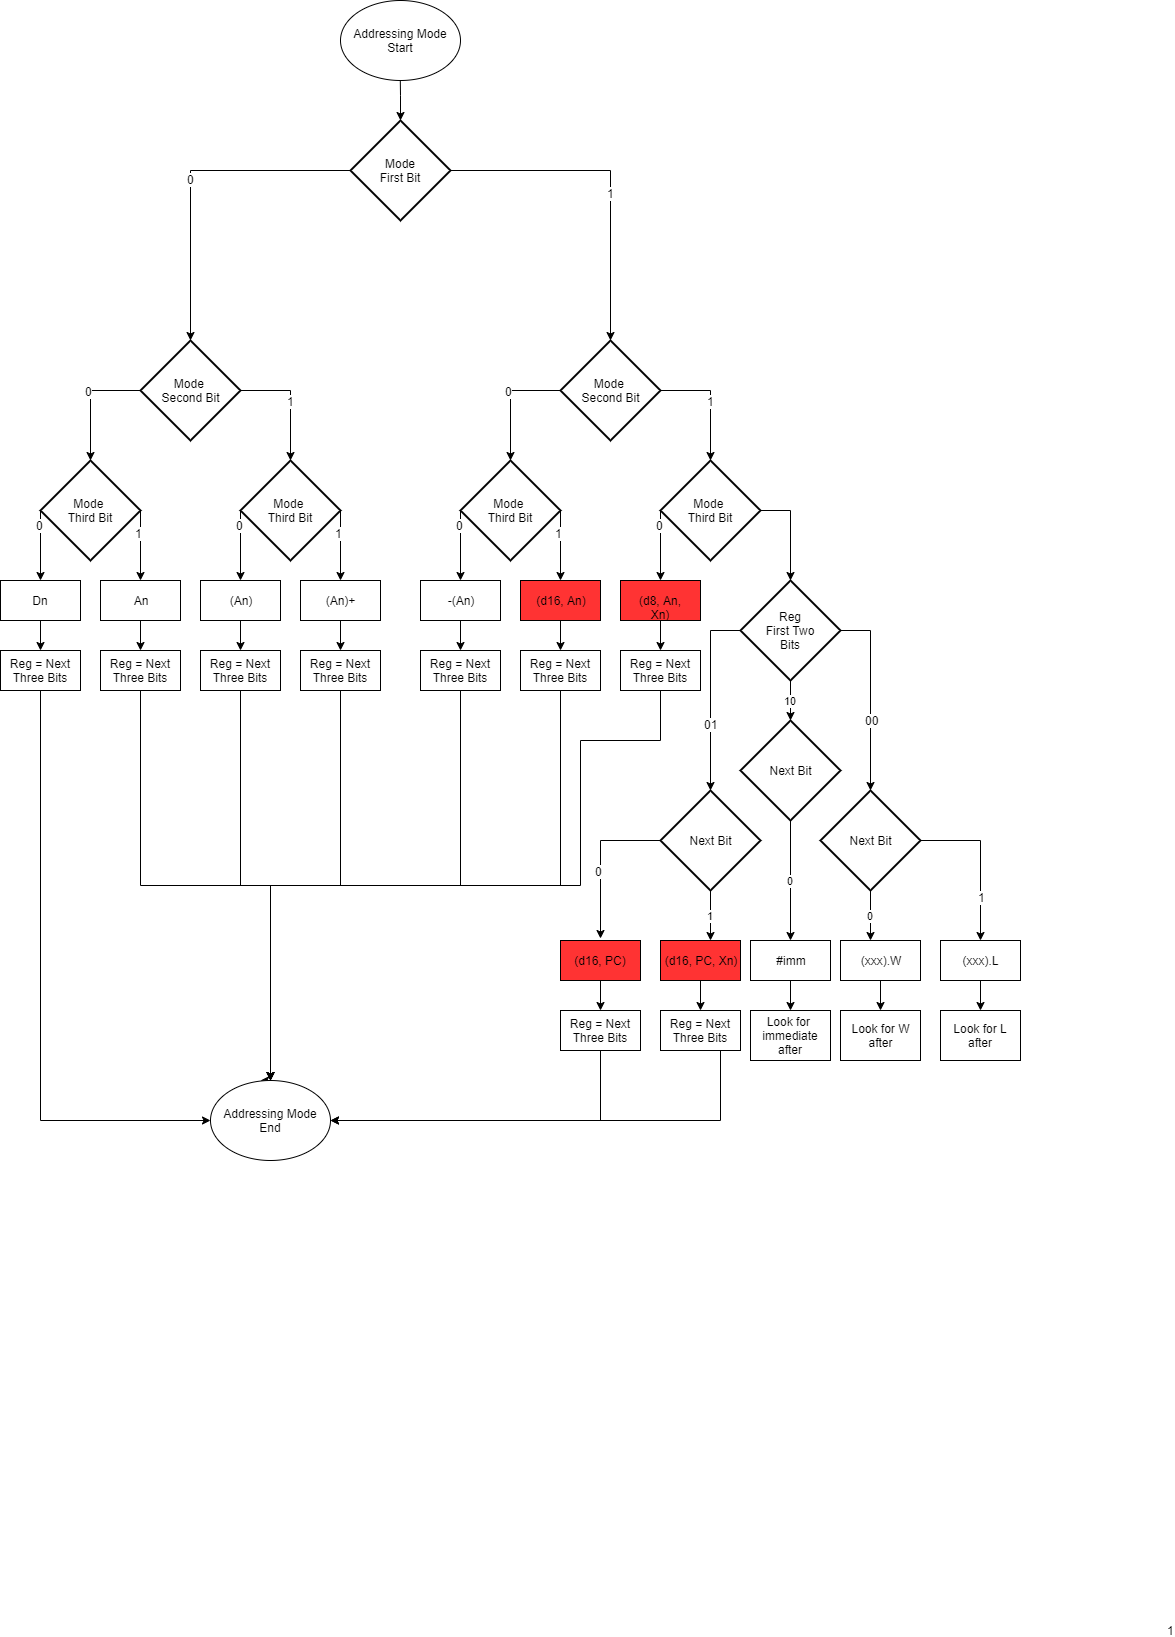 Addressing Mode
Start
Mode
First Bit
0
1
Mode
Second Bit
Mode
Second Bit
0
1
0
1
Mode
Third Bit
Mode
Third Bit
Mode
Third Bit
Mode
Third Bit
0
1
0
1
0
1
0
Dn
An
(An)
(An)+
-(An)
(d16, An)
(d8, An,
Xn)
Reg
First Two
Bits
Reg = Next
Three Bits
Reg = Next
Three Bits
Reg = Next
Three Bits
Reg = Next
Three Bits
Reg = Next
Three Bits
Reg = Next
Three Bits
Reg = Next
Three Bits
01
10
00
Next Bit
Next Bit
Next Bit
0
1
0
0
1
(d16, PC)
(d16, PC, Xn)
#imm
(xxx).W
(xxx).L
Reg = Next
Three Bits
Reg = Next
Three Bits
Look for
immediate
after
Look for W
after
Look for L
after
Addressing Mode
End
1